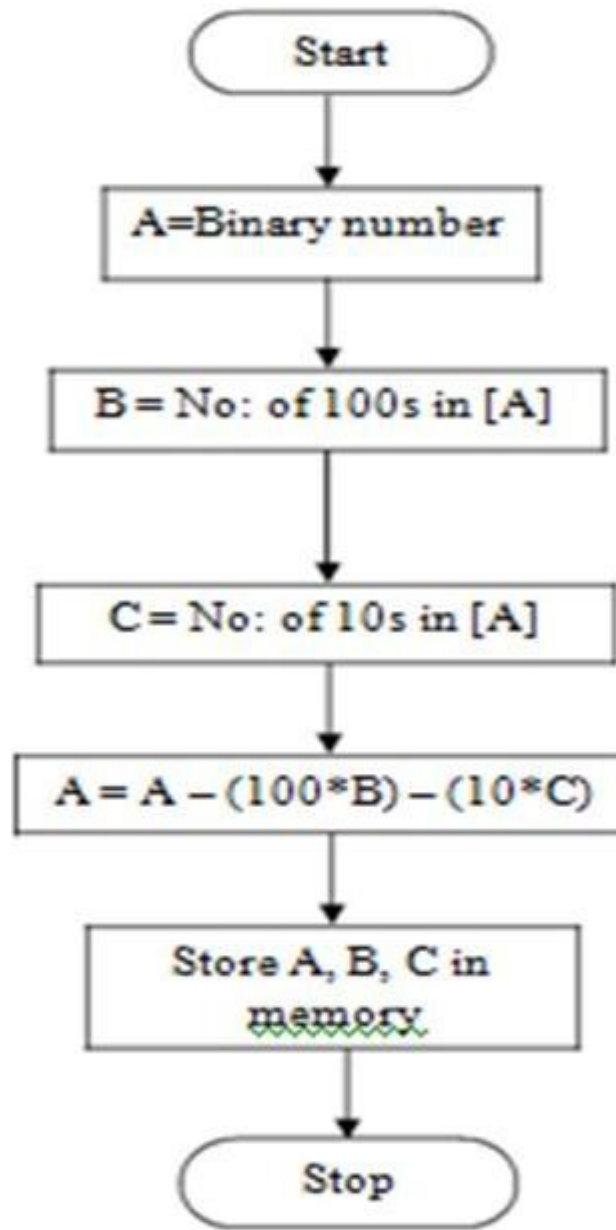 Start
A=Binary number
B = No: of 100s in [A]
C = No: of 10s in [A]
A = A – (100*B) – (10*C)
Store A, B, C in
memory
Stop